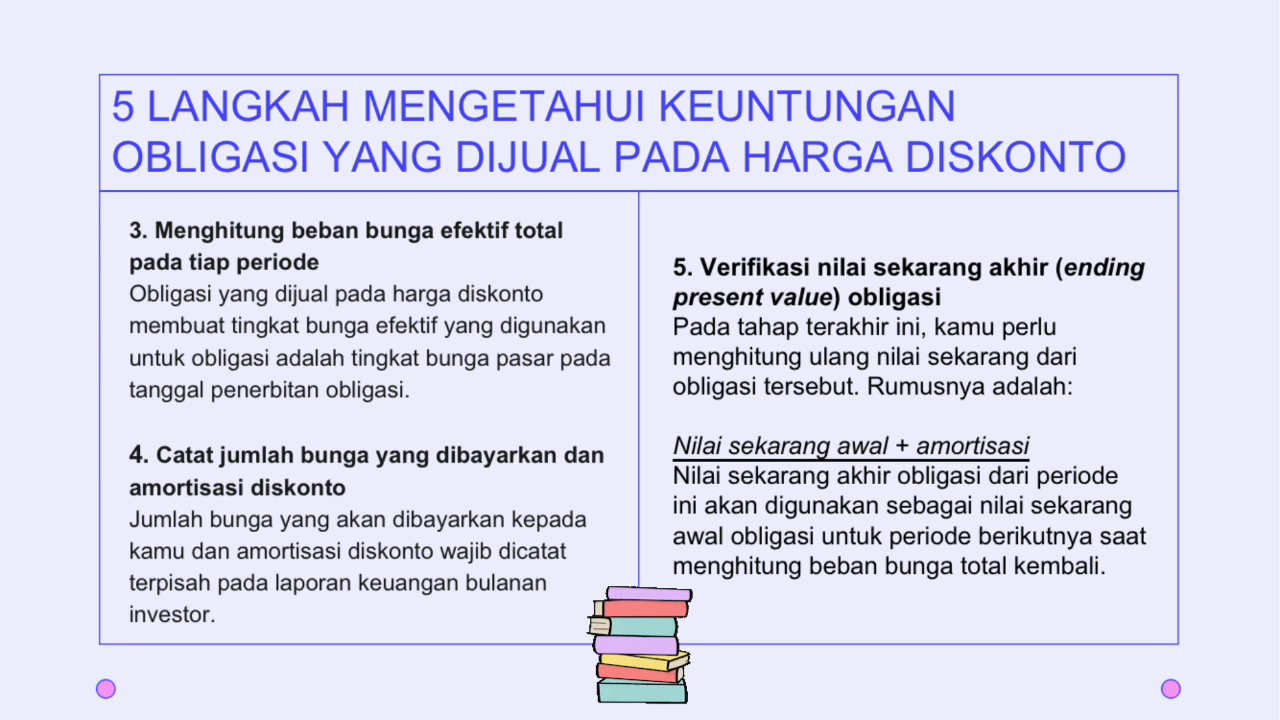 5 LANGKAH MENGETAHUI KEUNTUNGAN
OBLIGASI YANG DIJUAL PADA HARGA DISKONTO
3. Menghitung beban bunga efektif total
pada tiap periode
Obligasi yang dijual pada harga diskonto
membuat tingkat bunga efektif yang digunakan
untuk obligasi adalah tingkat bunga pasar pada
tanggal penerbitan obligasi.
4. Catat jumlah bunga yang dibayarkan dan
amortisasi diskonto
Jumlah bunga yang akan dibayarkan kepada
kamu dan amortisasi diskonto wajib dicatat
terpisah pada laporan keuangan bulanan
investor.
5. Verifikasi nilai sekarang akhir (ending
present value) obligasi
Pada tahap terakhir ini, kamu perlu
menghitung ulang nilai sekarang dari
obligasi tersebut. Rumusnya adalah:
Nilai sekarang awal + amortisasi
Nilai sekarang akhir obligasi dari periode
ini akan digunakan sebagai nilai sekarang
awal obligasi untuk periode berikutnya saat
menghitung beban bunga total kembali.